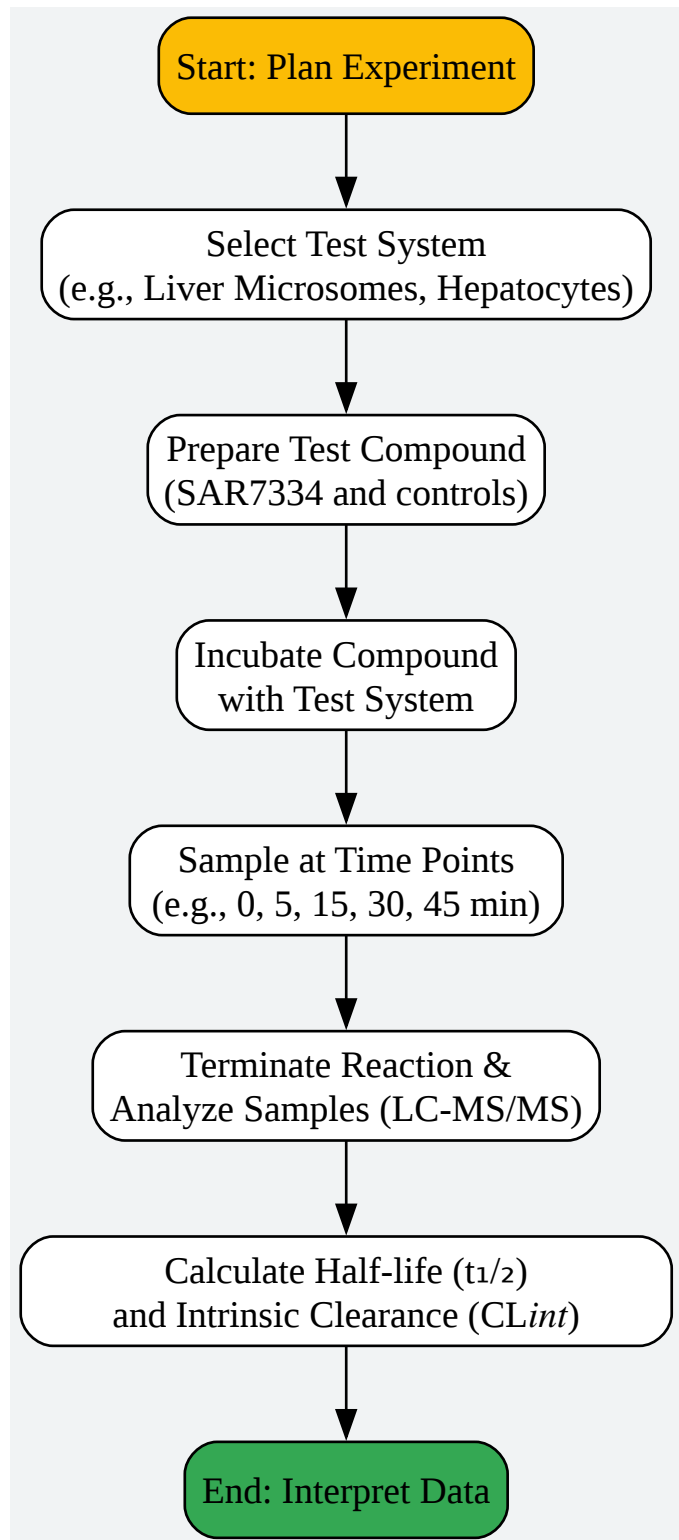 Start: Plan Experiment
Select Test System
(e.g., Liver Microsomes, Hepatocytes)
Prepare Test Compound
(SAR7334 and controls)
Incubate Compound
with Test System
Sample at Time Points
(e.g., 0, 5, 15, 30, 45 min)
Terminate Reaction &
Analyze Samples (LC-MS/MS)
Calculate Half-life (t₁/₂)
and Intrinsic Clearance (CL𝑖𝑛𝑡)
End: Interpret Data